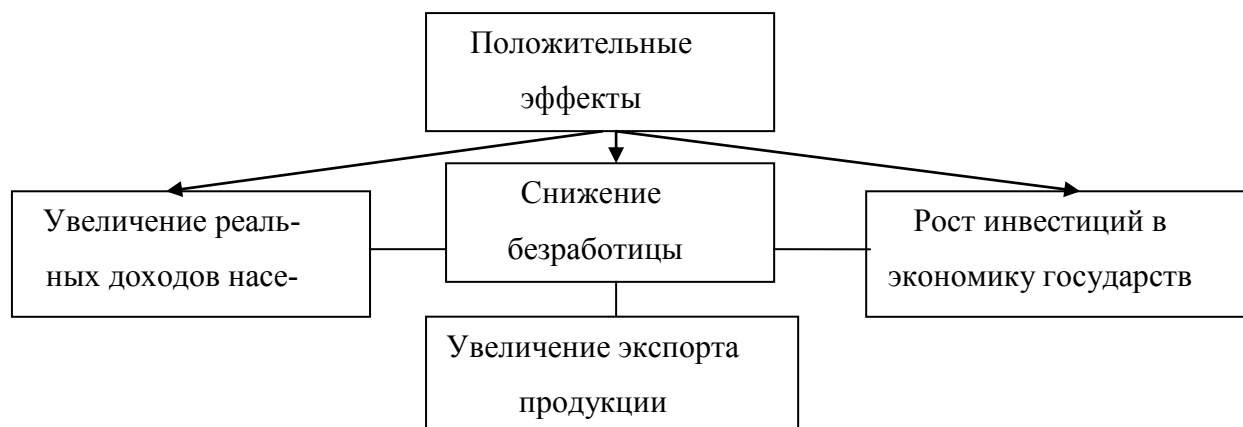 Положительные
эффекты
Увеличение реаль-
ных доходов насе-
Снижение
безработицы
Рост инвестиций в
экономику государств
Увеличение экспорта
продукции